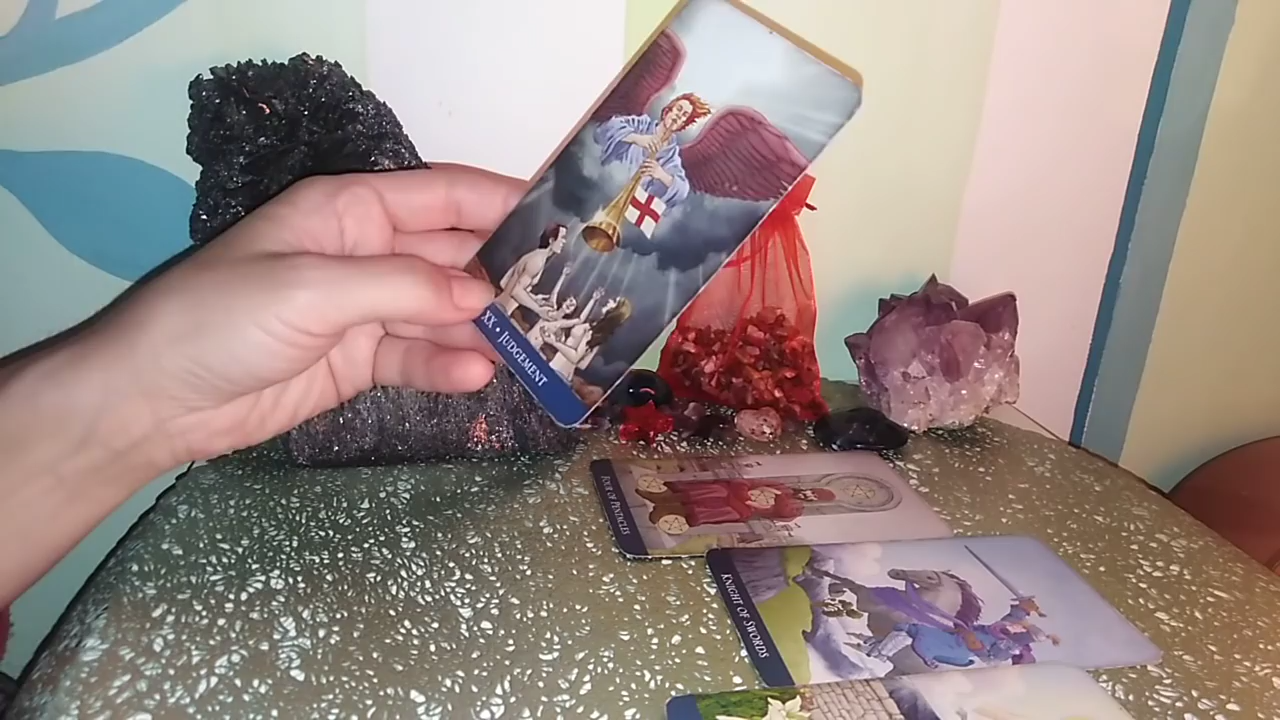 XX • JUDGEMENT
FOUR OF PENTACLES
KNIGHT OF SWORDS